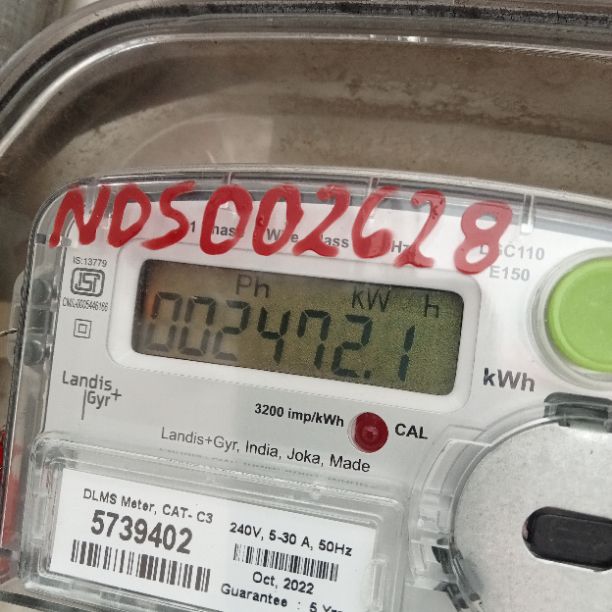 NDS002628
IS:13779
DSC110
E150
Ph kW h
002472.1
kWh
Landis
Gyr+
3200 imp/kWh
CAL
Landis+Gyr, India, Joka, Made
DLMS Meter, CAT- C3
5739402
240V, 5-30 A, 50Hz
Oct, 2022
Guarantee :